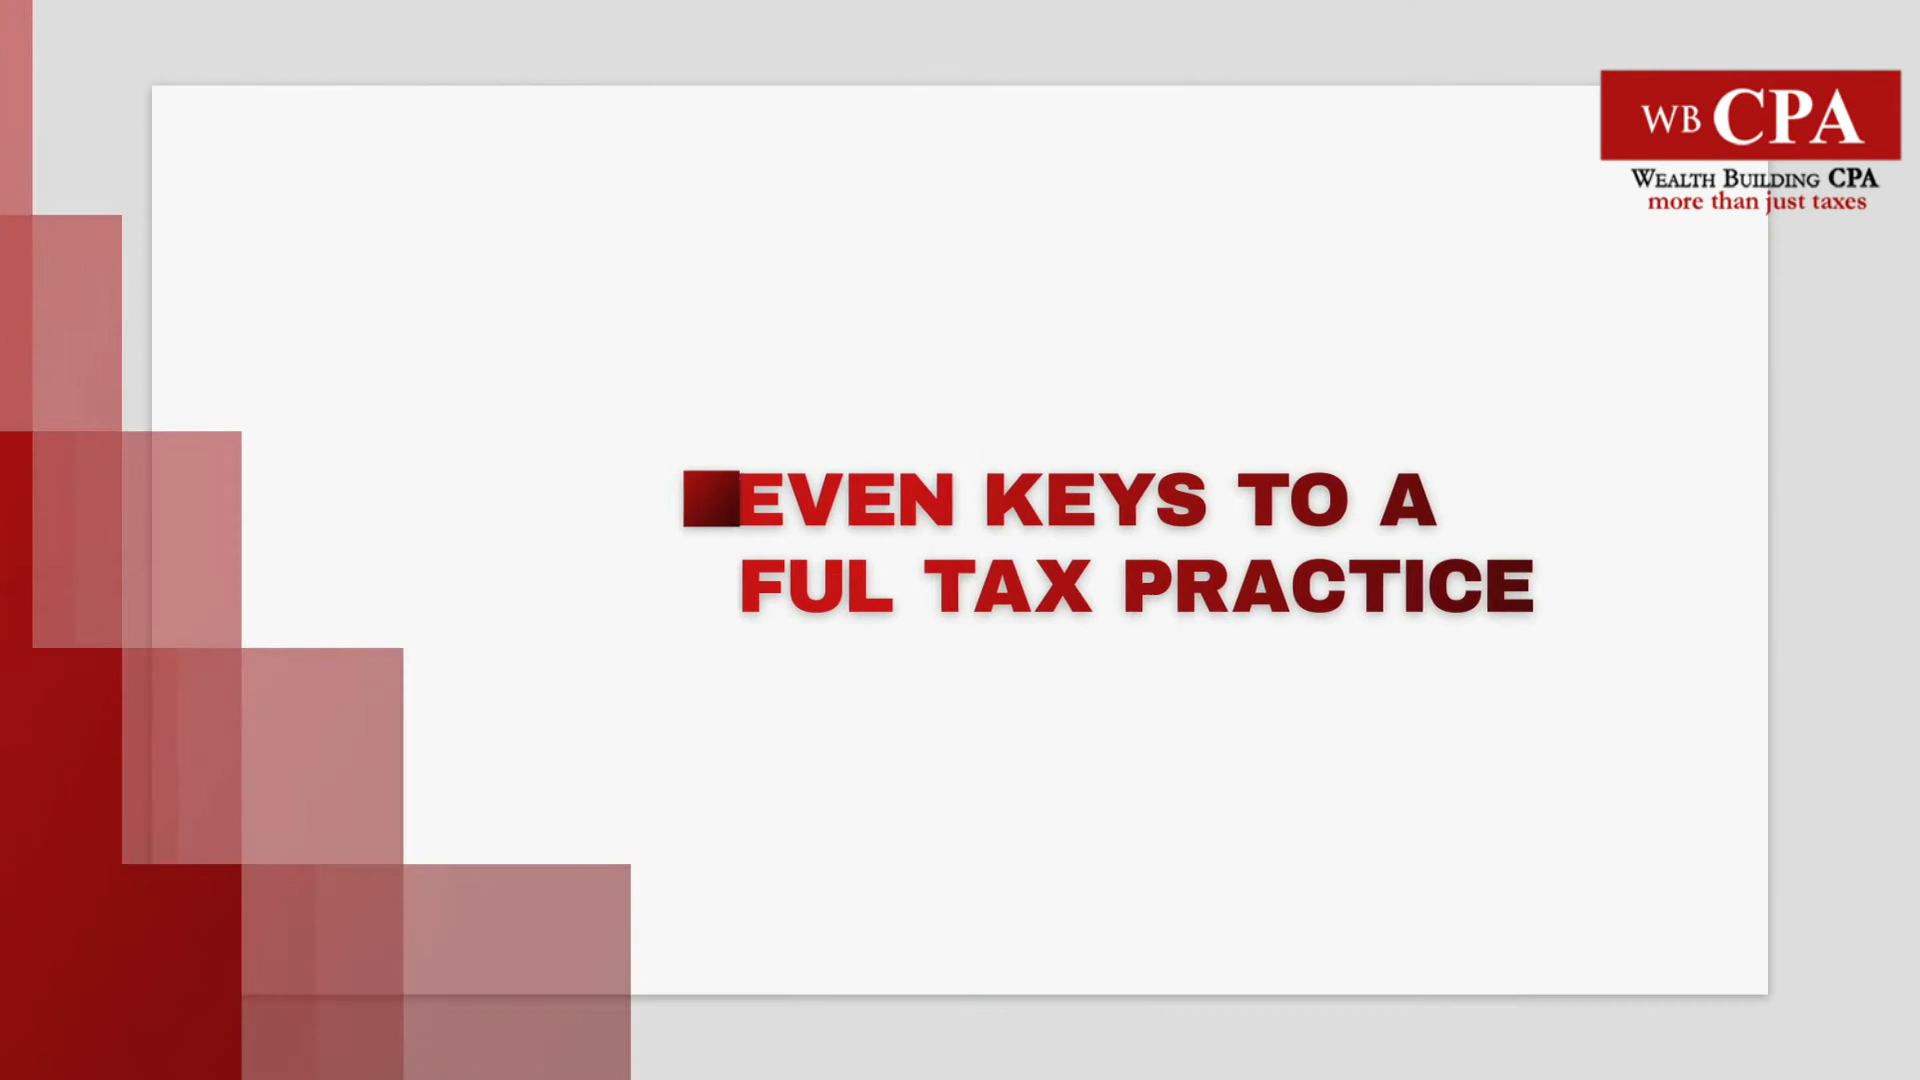 EVEN KEYS TO A
FUL TAX PRACTICE
WB CPA
WEALTH BUILDING CPA
more than just taxes